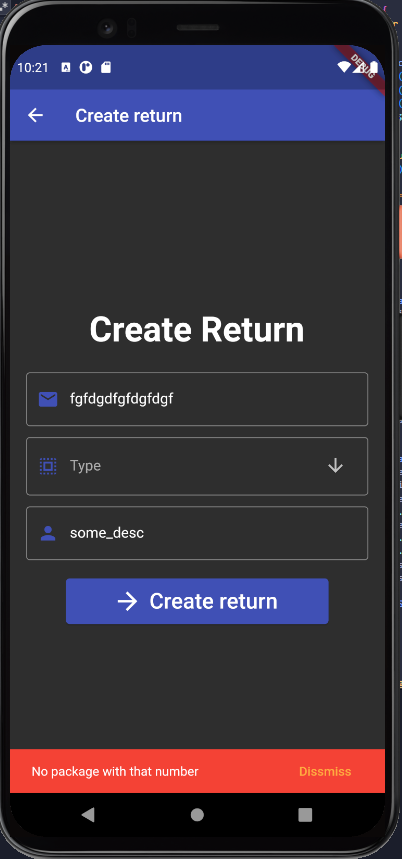 10:21
DEBUG
Create return
Create Return
fgfdgdfgfdgfdgf
Type
some_desc
Create return
No package with that number
Dissmiss